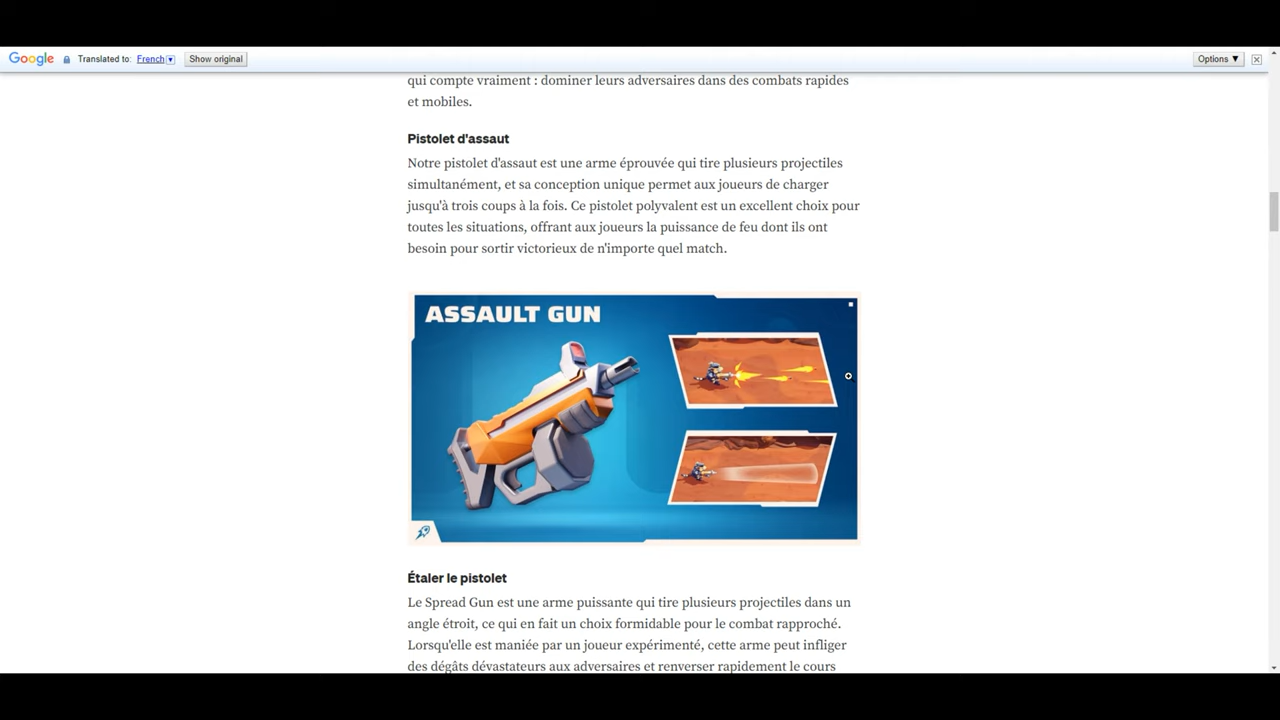 Google Translated to: French Show original Options ▼
qui compte vraiment : dominer leurs adversaires dans des combats rapides
et mobiles.
Pistolet d'assaut
Notre pistolet d'assaut est une arme éprouvée qui tire plusieurs projectiles
simultanément, et sa conception unique permet aux joueurs de charger
jusqu'à trois coups à la fois. Ce pistolet polyvalent est un excellent choix pour
toutes les situations, offrant aux joueurs la puissance de feu dont ils ont
besoin pour sortir victorieux de n'importe quel match.
ASSAULT GUN
Étaler le pistolet
Le Spread Gun est une arme puissante qui tire plusieurs projectiles dans un
angle étroit, ce qui en fait un choix formidable pour le combat rapproché.
Lorsqu'elle est maniée par un joueur expérimenté, cette arme peut infliger
des dégâts dévastateurs aux adversaires et renverser rapidement le cours